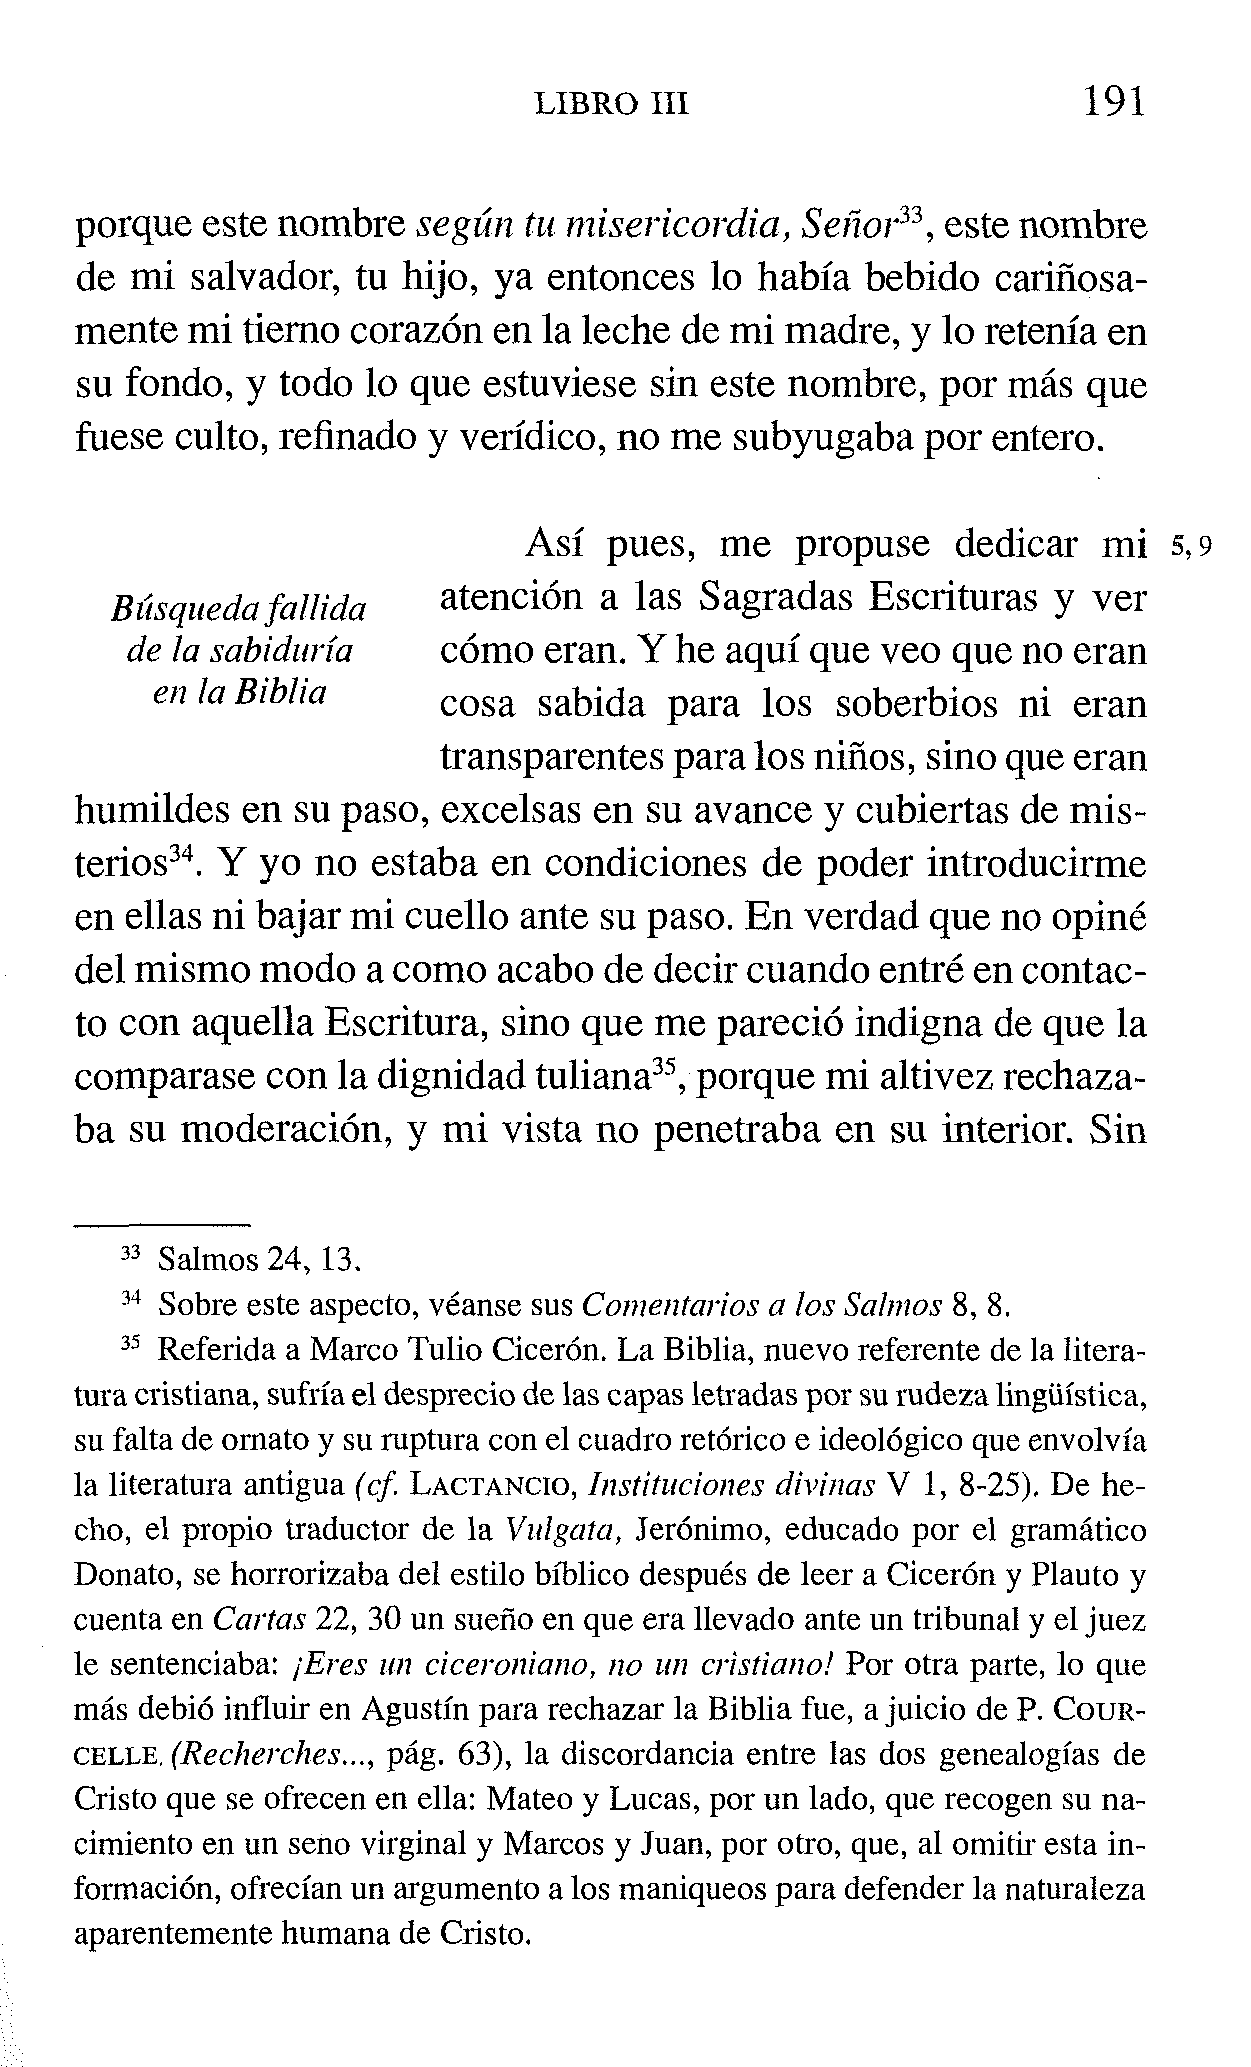 LIBRO III 191
porque este nombre según tu misericordia, Señor³³, este nombre
de mi salvador, tu hijo, ya entonces lo había bebido cariñosa-
mente mi tierno corazón en la leche de mi madre, y lo retenía en
su fondo, y todo lo que estuviese sin este nombre, por más que
fuese culto, refinado y verídico, no me subyugaba por entero.
Búsqueda fallida
de la sabiduría
en la Biblia
Así pues, me propuse dedicar mi 5, 9
atención a las Sagradas Escrituras y ver
cómo eran. Y he aquí que veo que no eran
cosa sabida para los soberbios ni eran
transparentes para los niños, sino que eran
humildes en su paso, excelsas en su avance y cubiertas de mis-
terios³⁴. Y yo no estaba en condiciones de poder introducirme
en ellas ni bajar mi cuello ante su paso. En verdad que no opiné
del mismo modo a como acabo de decir cuando entré en contac-
to con aquella Escritura, sino que me pareció indigna de que la
comparase con la dignidad tuliana³⁵, porque mi altivez rechaza-
ba su moderación, y mi vista no penetraba en su interior. Sin
³³ Salmos 24, 13.
³⁴ Sobre este aspecto, véanse sus Comentarios a los Salmos 8, 8.
³⁵ Referida a Marco Tulio Cicerón. La Biblia, nuevo referente de la litera-
tura cristiana, sufría el desprecio de las capas letradas por su rudeza lingüística,
su falta de ornato y su ruptura con el cuadro retórico e ideológico que envolvía
la literatura antigua (cf. LACTANCIO, Instituciones divinas V 1, 8-25). De he-
cho, el propio traductor de la Vulgata, Jerónimo, educado por el gramático
Donato, se horrorizaba del estilo bíblico después de leer a Cicerón y Plauto y
cuenta en Cartas 22, 30 un sueño en que era llevado ante un tribunal y el juez
le sentenciaba: ¡Eres un ciceroniano, no un cristiano! Por otra parte, lo que
más debió influir en Agustín para rechazar la Biblia fue, a juicio de P. COUR-
CELLE. (Recherches..., pág. 63), la discordancia entre las dos genealogías de
Cristo que se ofrecen en ella: Mateo y Lucas, por un lado, que recogen su na-
cimiento en un seno virginal y Marcos y Juan, por otro, que, al omitir esta in-
formación, ofrecían un argumento a los maniqueos para defender la naturaleza
aparentemente humana de Cristo.